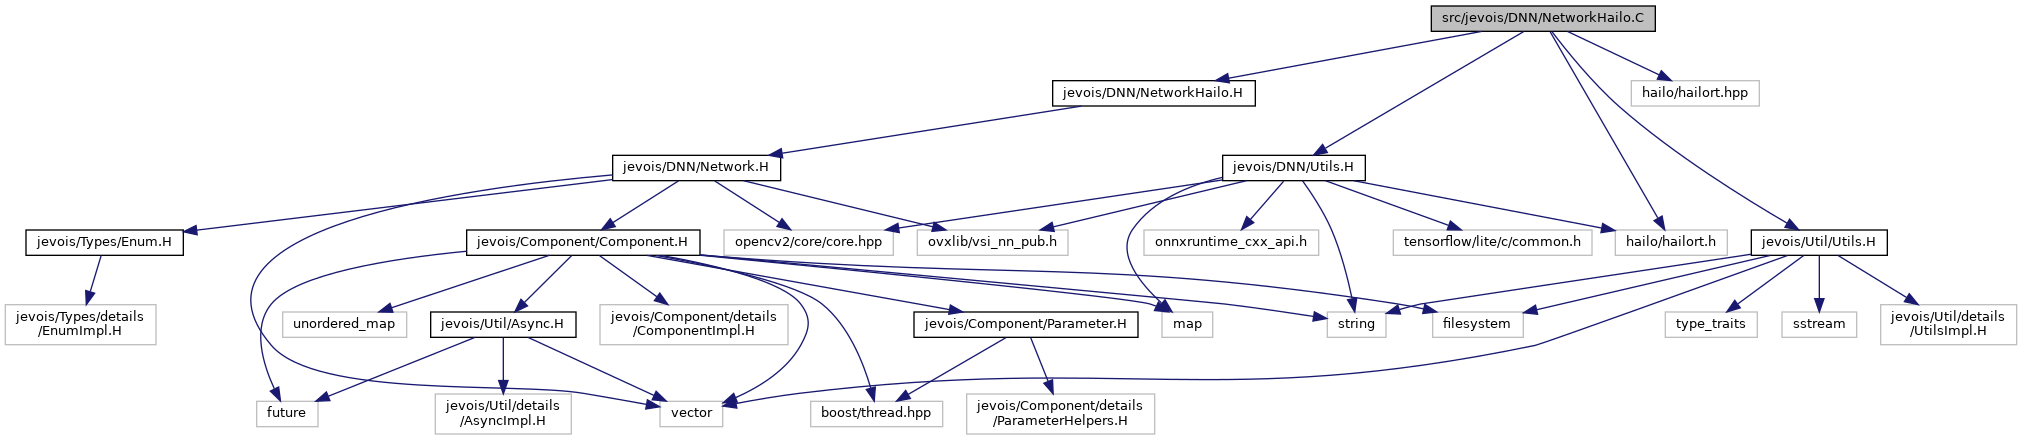 src/jevois/DNN/NetworkHailo.C
jevois/DNN/NetworkHailo.H
hailo/hailort.hpp
jevois/DNN/Network.H
jevois/DNN/Utils.H
jevois/Types/Enum.H
jevois/Component/Component.H
opencv2/core/core.hpp
ovxlib/vsi_nn_pub.h
onnxruntime_cxx_api.h
tensorflow/lite/c/common.h
hailo/hailort.h
jevois/Util/Utils.H
jevois/Types/details
/EnumImpl.H
unordered_map
jevois/Util/Async.H
jevois/Component/details
/ComponentImpl.H
jevois/Component/Parameter.H
map
string
filesystem
type_traits
sstream
jevois/Util/details
/UtilsImpl.H
future
jevois/Util/details
/AsyncImpl.H
vector
boost/thread.hpp
jevois/Component/details
/ParameterHelpers.H